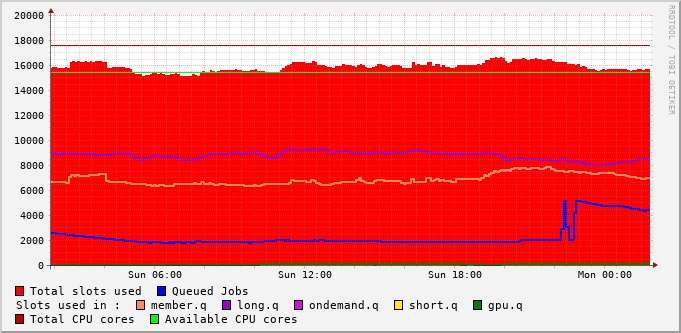 RRDTOOL / TOBI OETIKER
20000
18000
16000
14000
12000
10000
8000
6000
4000
2000
0
Sun 06:00 Sun 12:00 Sun 18:00 Mon 00:00
Total slots used Queued Jobs
Slots used in : member.q long.q ondemand.q short.q gpu.q
Total CPU cores Available CPU cores